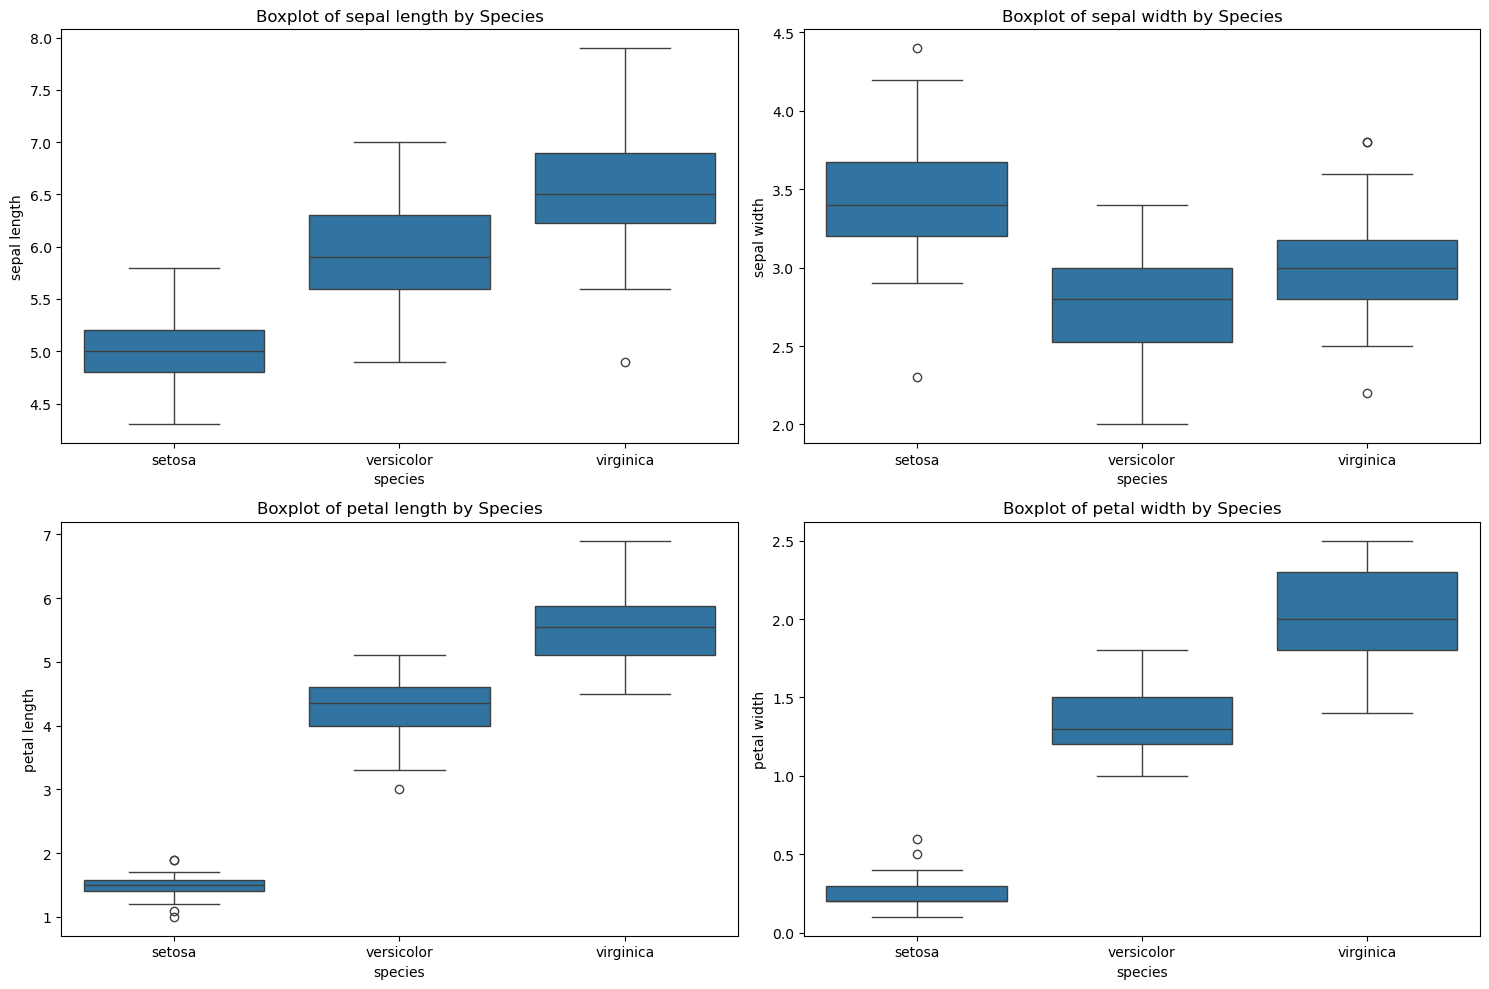 Boxplot of sepal length by Species
8.0
7.5
7.0
6.5
6.0
5.5
5.0
4.5
sepal length
setosa
versicolor
virginica
species
Boxplot of sepal width by Species
4.5
4.0
3.5
3.0
2.5
2.0
sepal width
setosa
versicolor
virginica
species
Boxplot of petal length by Species
7
6
5
4
3
2
1
petal length
setosa
versicolor
virginica
species
Boxplot of petal width by Species
2.5
2.0
1.5
1.0
0.5
0.0
petal width
setosa
versicolor
virginica
species